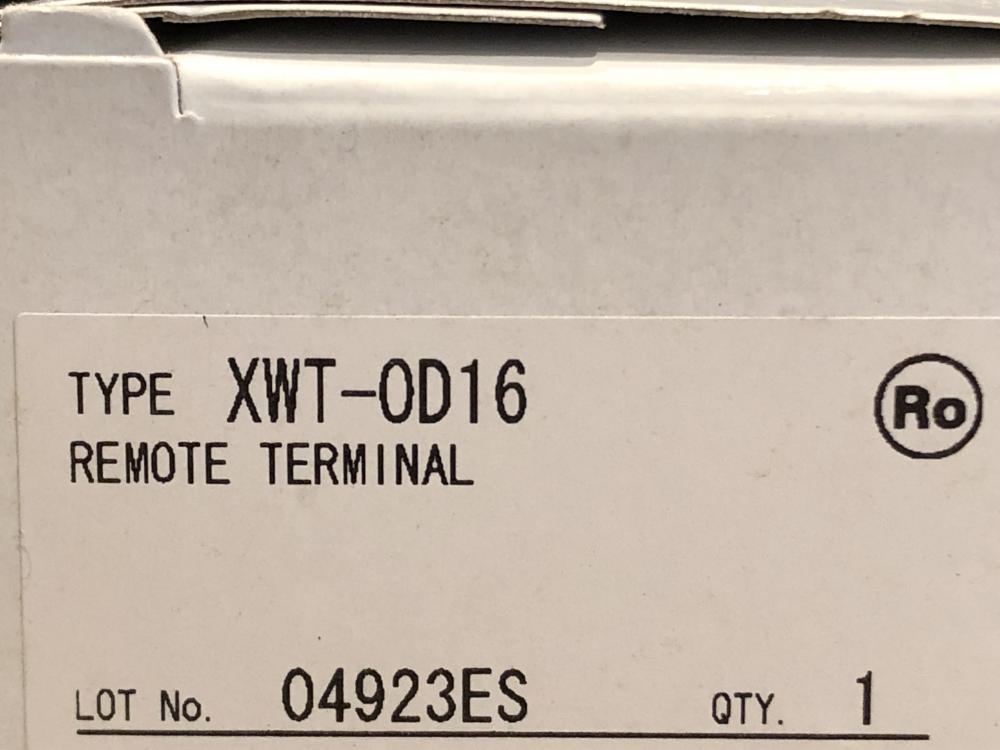 TYPE XWT-OD16 Ro
REMOTE TERMINAL
LOT No. 04923ES QTY. 1